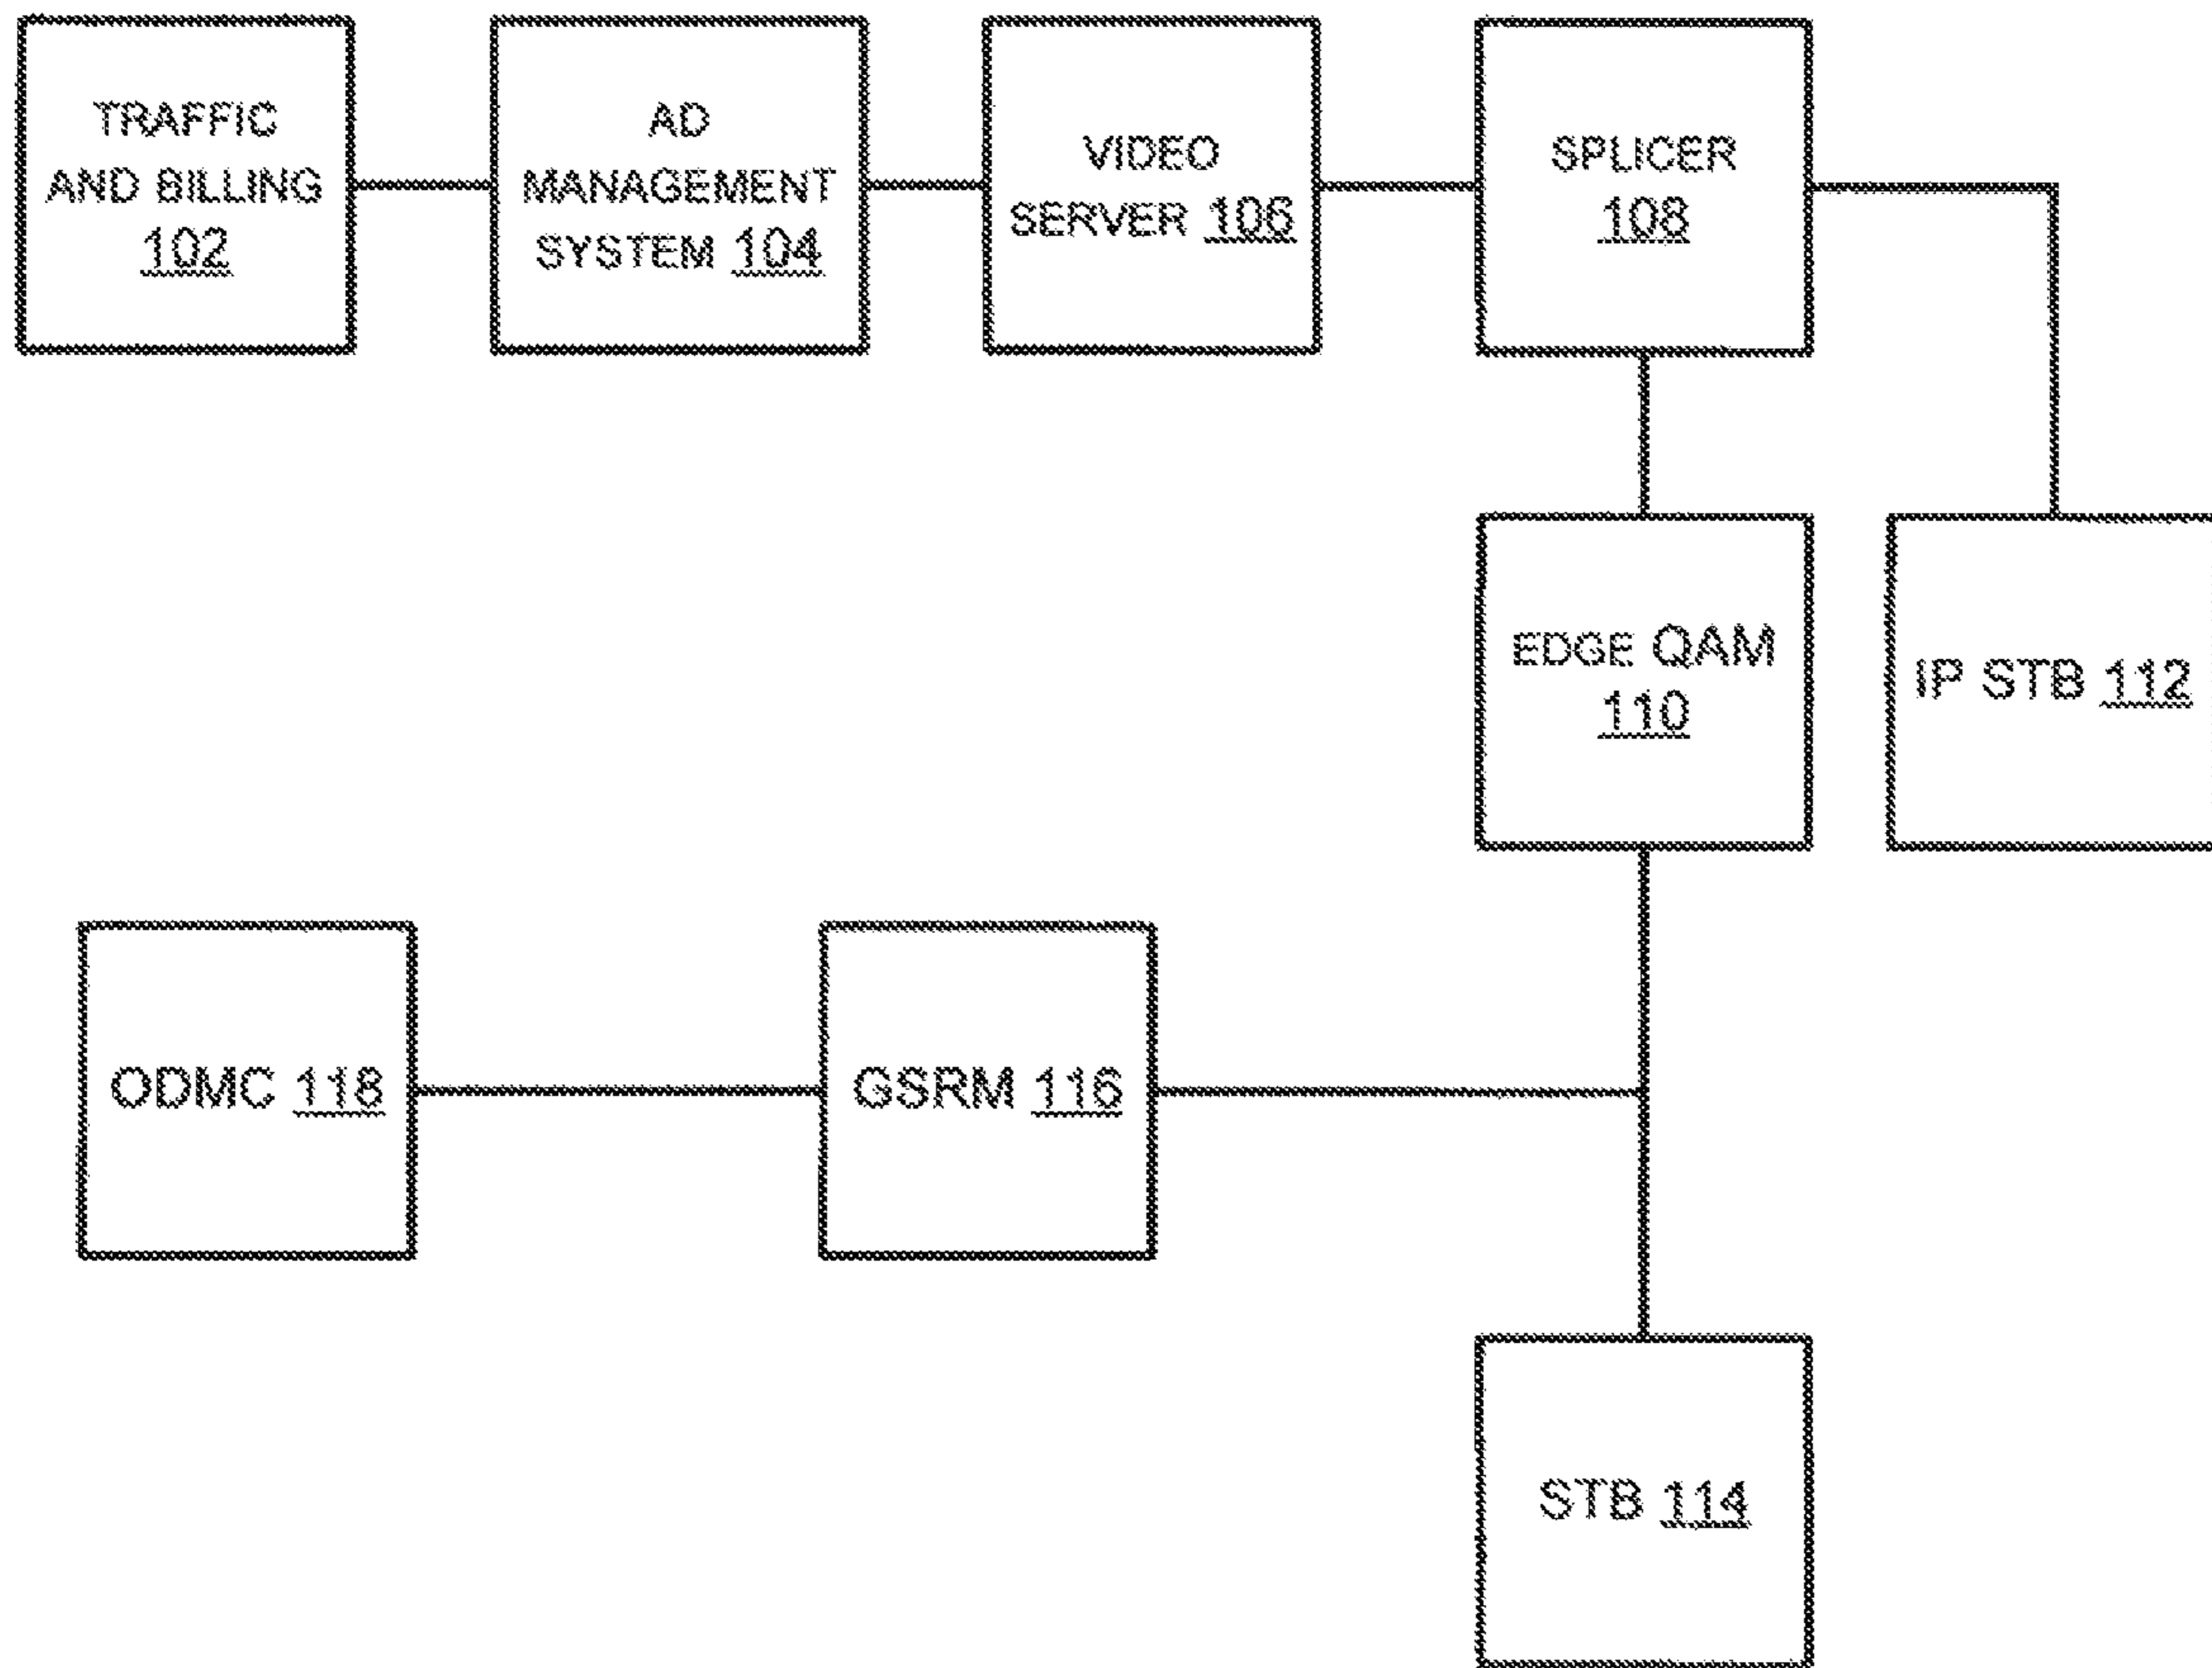 TRAFFIC
AND BILLING
102
AD
MANAGEMENT
SYSTEM 104
VIDEO
SERVER 106
SPLICER
108
EDGE QAM
110
IP STB 112
ODMC 118
GSRM 116
STB 114